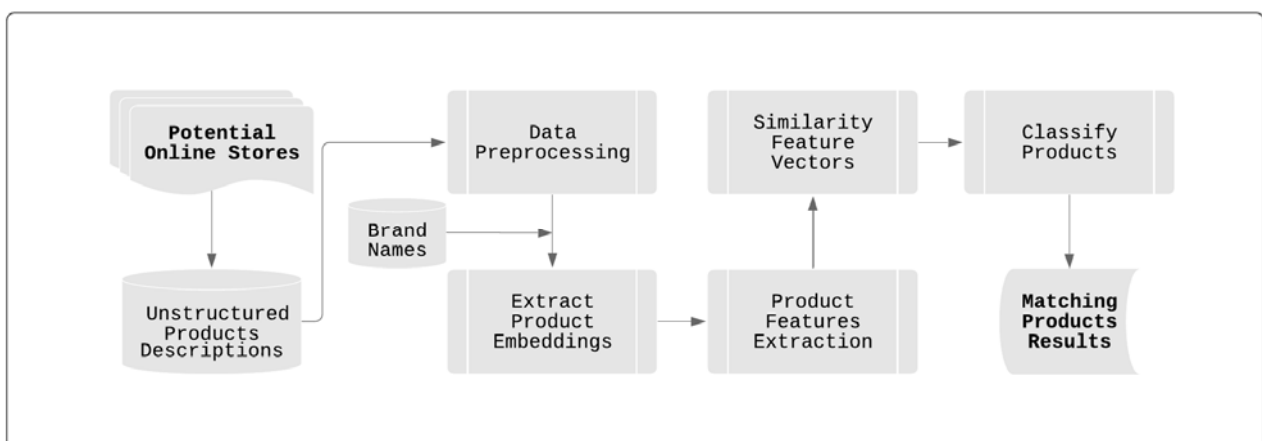 Potential
Online Stores
Unstructured
Products
Descriptions
Data
Preprocessing
Brand
Names
Extract
Product
Embeddings
Product
Features
Extraction
Similarity
Feature
Vectors
Classify
Products
Matching
Products
Results